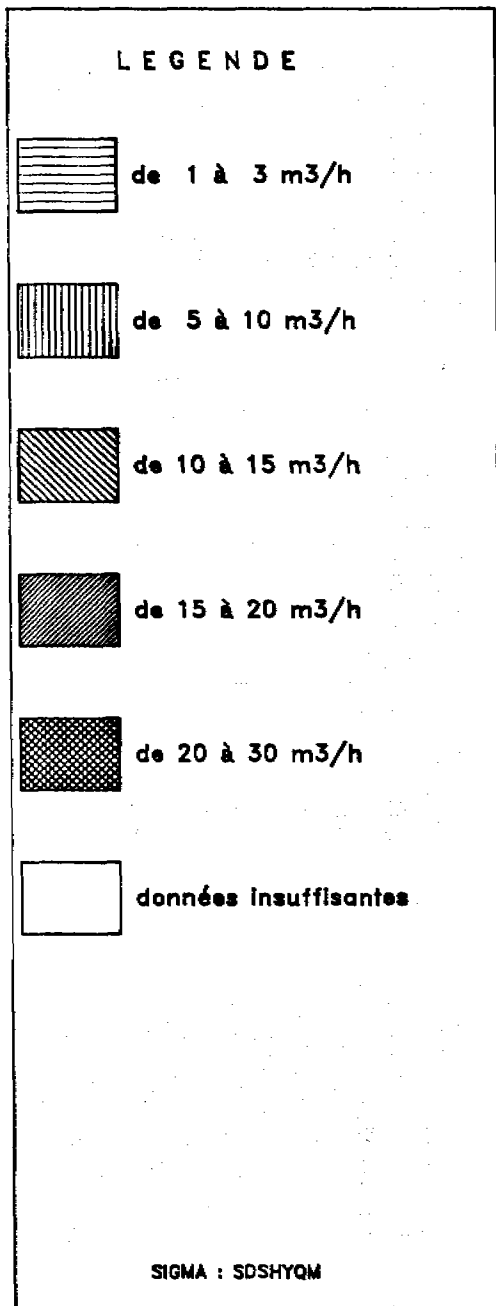 LEGENDE
de 1 à 3 m3/h
de 5 à 10 m3/h
de 10 à 15 m3/h
de 15 à 20 m3/h
de 20 à 30 m3/h
données insuffisantes
SIGMA : SDSHYQM